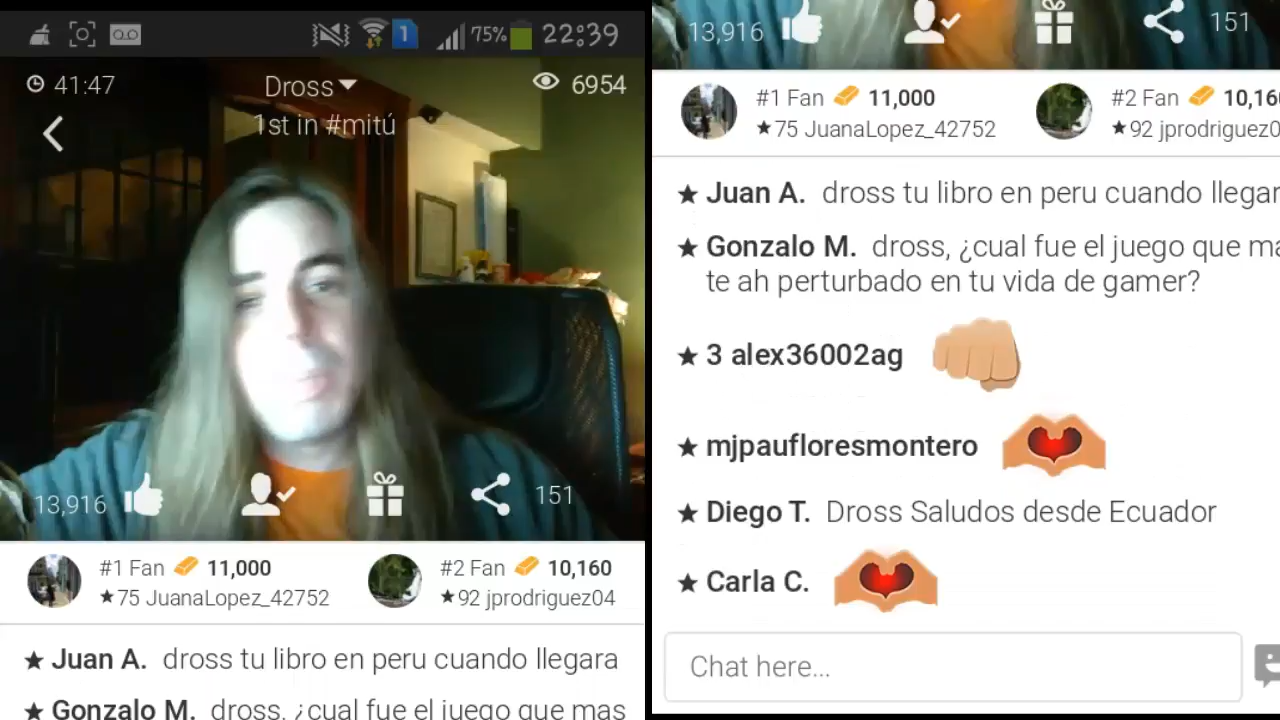 1 75% 22:39
41:47 Dross 6954
1st in #mitú
13,916 151
#1 Fan 11,000 #2 Fan 10,160
★75 JuanaLopez_42752 ★92 jprodriguez04
★ Juan A. dross tu libro en peru cuando llegara
★ Gonzalo M. dross, ¿cual fue el juego que mas
13,916 151
#1 Fan 11,000 #2 Fan 10,160
★75 JuanaLopez_42752 ★92 jprodriguez0
★ Juan A. dross tu libro en peru cuando llegar
★ Gonzalo M. dross, ¿cual fue el juego que ma
te ah perturbado en tu vida de gamer?
★ 3 alex36002ag
★ mjpaufloresmontero
★ Diego T. Dross Saludos desde Ecuador
★ Carla C.
Chat here...